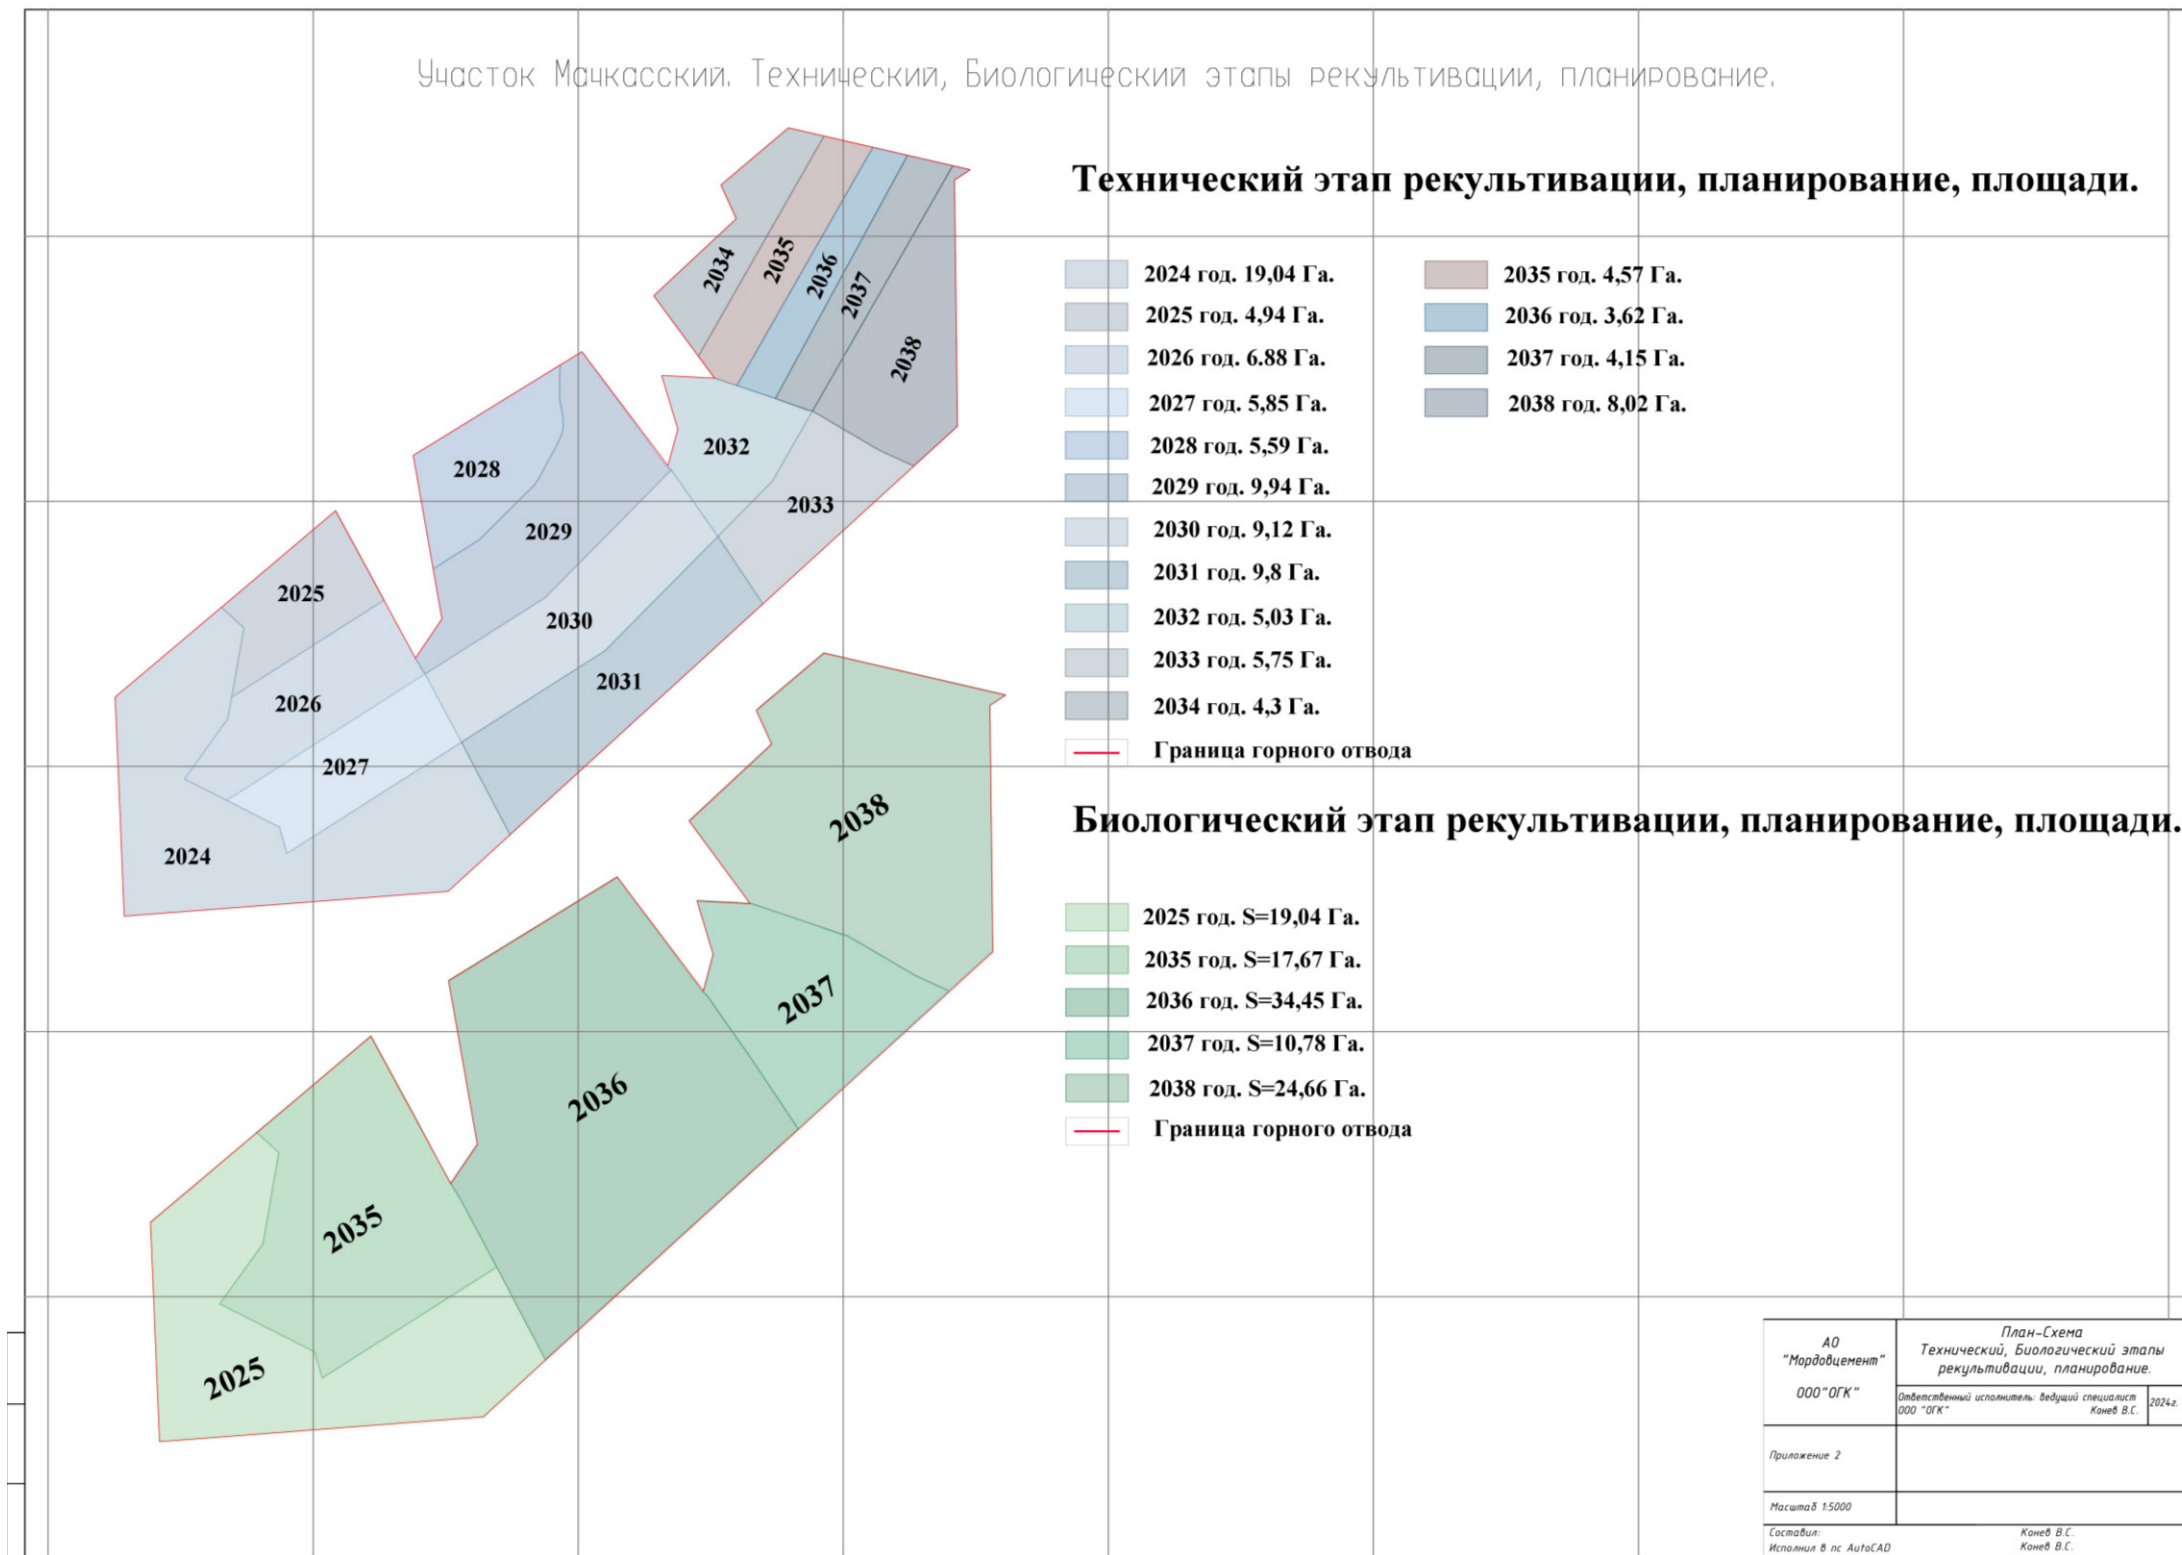 Участок Мачкасский. Технический, Биологический этапы рекультивации, планирование.
Технический этап рекультивации, планирование, площади.
2024 год. 19,04 Га.
2025 год. 4,94 Га.
2026 год. 6.88 Га.
2027 год. 5,85 Га.
2028 год. 5,59 Га.
2029 год. 9,94 Га.
2030 год. 9,12 Га.
2031 год. 9,8 Га.
2032 год. 5,03 Га.
2033 год. 5,75 Га.
2034 год. 4,3 Га.
Граница горного отвода
2035 год. 4,57 Га.
2036 год. 3,62 Га.
2037 год. 4,15 Га.
2038 год. 8,02 Га.
2034
2035
2036
2037
2038
2032
2033
2028
2029
2030
2031
2025
2026
2027
2024
Биологический этап рекультивации, планирование, площади.
2025 год. S=19,04 Га.
2035 год. S=17,67 Га.
2036 год. S=34,45 Га.
2037 год. S=10,78 Га.
2038 год. S=24,66 Га.
Граница горного отвода
2038
2037
2036
2035
2025
АО
"Мордовцемент"
ООО"ОГК"
План-Схема
Технический, Биологический этапы
рекультивации, планирование.
Ответственный исполнитель: ведущий специалист
ООО "ОГК" Конев В.С.
2024г.
Приложение 2
Масштаб 1:5000
Составил: Конев В.С.
Исполнил в пс AutoCAD Конев В.С.